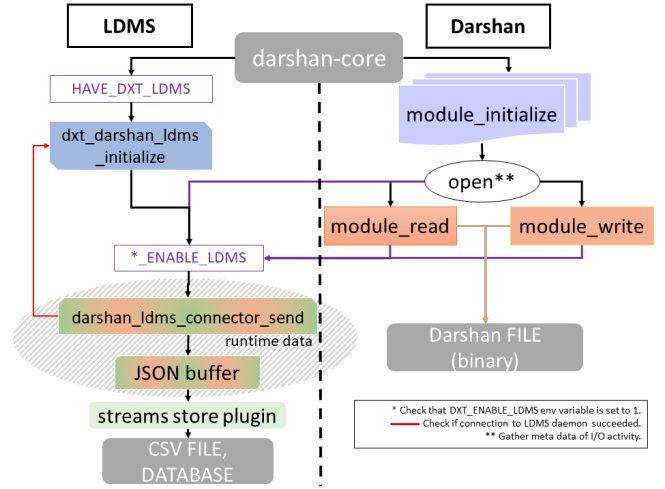 LDMS
Darshan
darshan-core
HAVE_DXT_LDMS
module_initialize
dxt_darshan_ldms
_initialize
open**
module_read
module_write
*_ENABLE_LDMS
darshan_ldms_connector_send
runtime data
Darshan FILE
(binary)
JSON buffer
streams store plugin
CSV FILE,
DATABASE
* Check that DXT_ENABLE_LDMS env variable is set to 1.
Check if connection to LDMS daemon succeeded.
** Gather meta data of I/O activity.